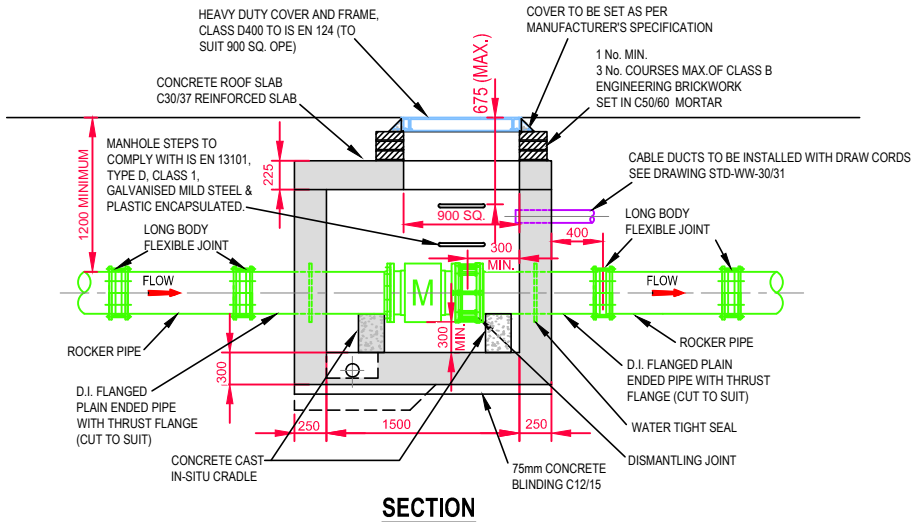 HEAVY DUTY COVER AND FRAME,
CLASS D400 TO IS EN 124 (TO
SUIT 900 SQ. OPE)
COVER TO BE SET AS PER
MANUFACTURER'S SPECIFICATION
675 (MAX.)
1 No. MIN.
3 No. COURSES MAX.OF CLASS B
ENGINEERING BRICKWORK
SET IN C50/60 MORTAR
CONCRETE ROOF SLAB
C30/37 REINFORCED SLAB
1200 MINIMUM
MANHOLE STEPS TO
COMPLY WITH IS EN 13101,
TYPE D, CLASS 1,
GALVANISED MILD STEEL &
PLASTIC ENCAPSULATED.
225
CABLE DUCTS TO BE INSTALLED WITH DRAW CORDS
SEE DRAWING STD-WW-30/31
900 SQ.
LONG BODY
FLEXIBLE JOINT
300
MIN.
400
LONG BODY
FLEXIBLE JOINT
FLOW
M
FLOW
ROCKER PIPE
300
MIN.
ROCKER PIPE
300
D.I. FLANGED
PLAIN ENDED PIPE
WITH THRUST FLANGE
(CUT TO SUIT)
D.I. FLANGED PLAIN
ENDED PIPE WITH THRUST
FLANGE (CUT TO SUIT)
250
1500
250
WATER TIGHT SEAL
CONCRETE CAST
IN-SITU CRADLE
DISMANTLING JOINT
75mm CONCRETE
BLINDING C12/15
SECTION